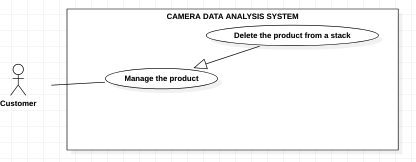 CAMERA DATA ANALYSIS SYSTEM
Delete the product from a stack
Manage the product
Customer